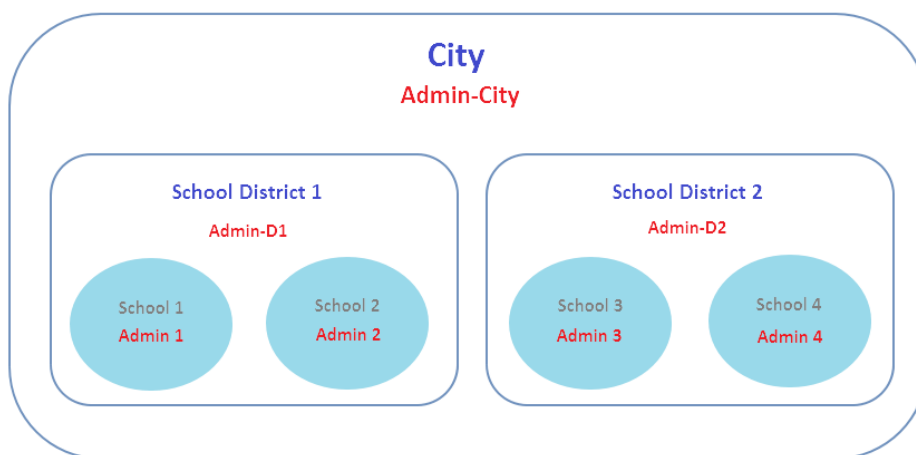 City
Admin-City
School District 1
School District 2
Admin-D1
Admin-D2
School 1
Admin 1
School 2
Admin 2
School 3
Admin 3
School 4
Admin 4